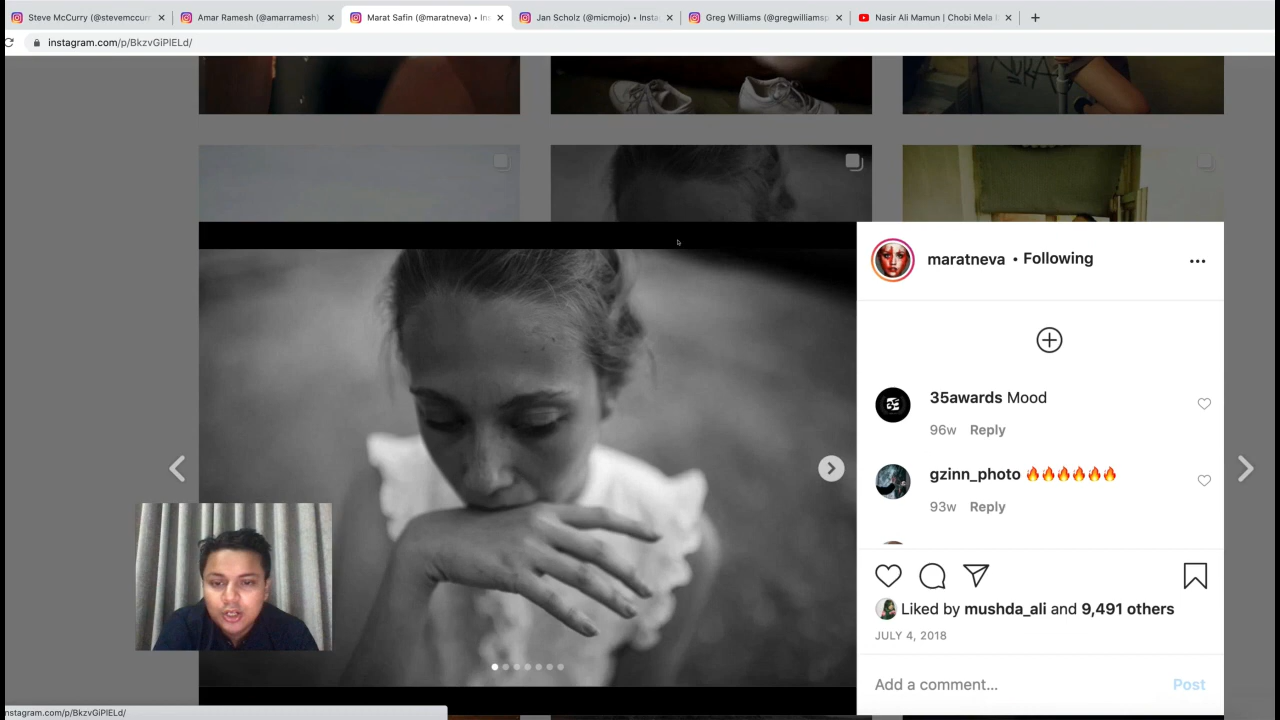 Steve McCurry (@stevemccurr
Amar Ramesh (@amarramesh)
Marat Safin (@maratneva) • In
Jan Scholz (@micmojo) • Insta
Greg Williams (@gregwilliamsp
Nasir Ali Mamun | Chobi Mela
instagram.com/p/BkzvGiPlELd/
maratneva • Following
35awards Mood
96w Reply
gzinn_photo 🔥🔥🔥🔥🔥🔥
93w Reply
Liked by mushda_ali and 9,491 others
JULY 4, 2018
Add a comment... Post
nstagram.com/p/BkzvGiPlELd/